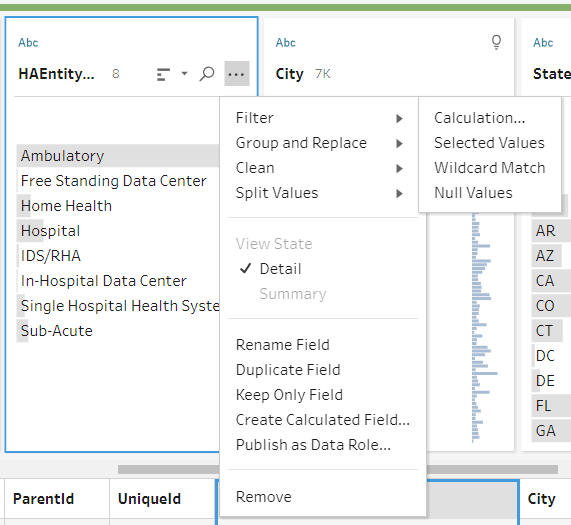 Abc
HAEntity... 8
Abc
City 7K
Abc
State
Ambulatory
Free Standing Data Center
Home Health
Hospital
IDS/RHA
In-Hospital Data Center
Single Hospital Health Syste
Sub-Acute
Filter
Group and Replace
Clean
Split Values
View State
Detail
Summary
Rename Field
Duplicate Field
Keep Only Field
Create Calculated Field...
Publish as Data Role...
Remove
Calculation...
Selected Values
Wildcard Match
Null Values
AR
AZ
CA
CO
CT
DC
DE
FL
GA
ParentId
UniqueId
City